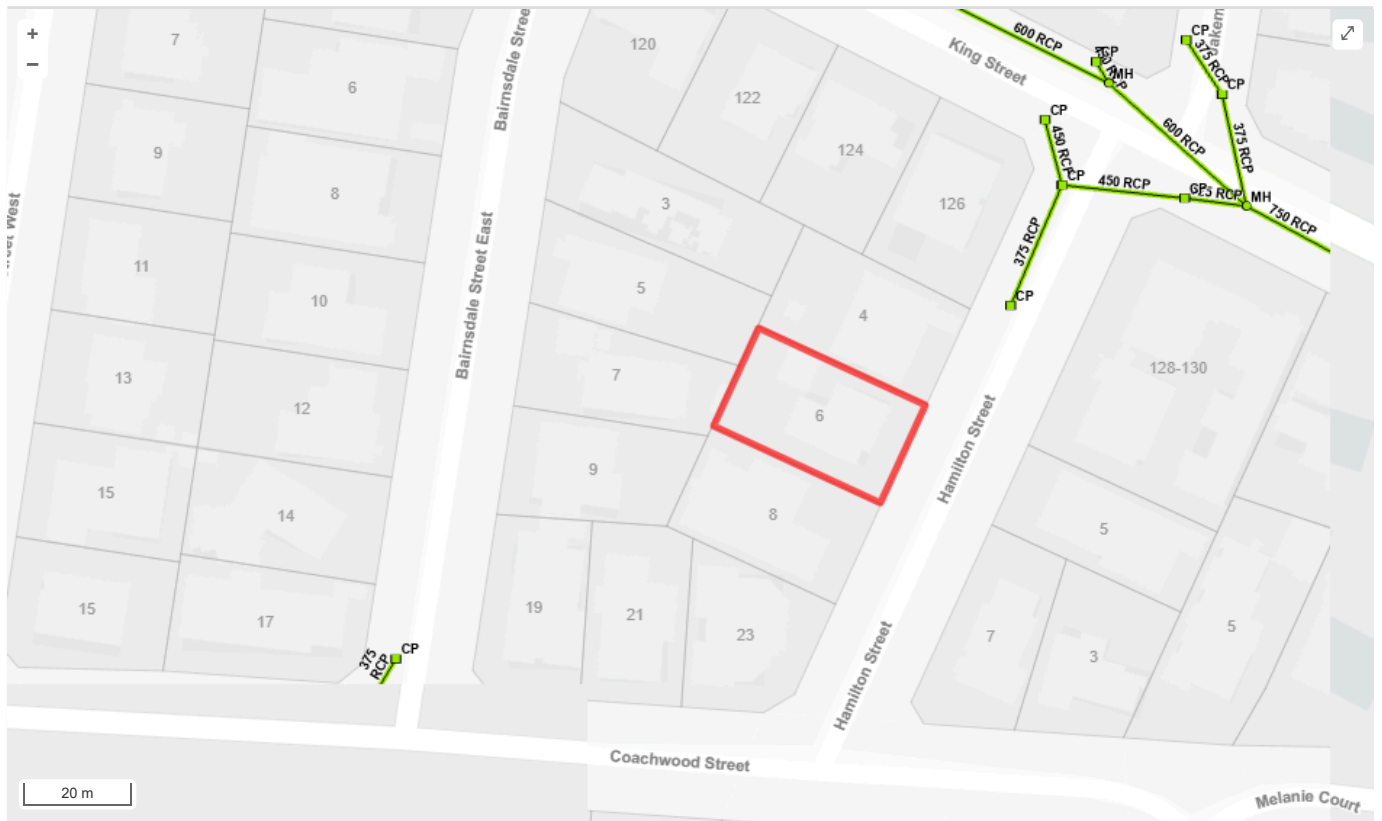 +
−
7
6
9
8
11
10
13
12
15
14
15
17
Bairnsdale Street East
120
122
124
126
3
5
4
7
6
9
8
19
21
23
King Street
Hamilton Street
Hamilton Street
128-130
5
7
3
5
Coachwood Street
Melanie Court
600 RCP
CP
MH
CP
375 RCP
CP
600 RCP
375 RCP
CP
450 RCP
CP
450 RCP
CP
MH
750 RCP
375 RCP
CP
CP
375
RCP
20 m